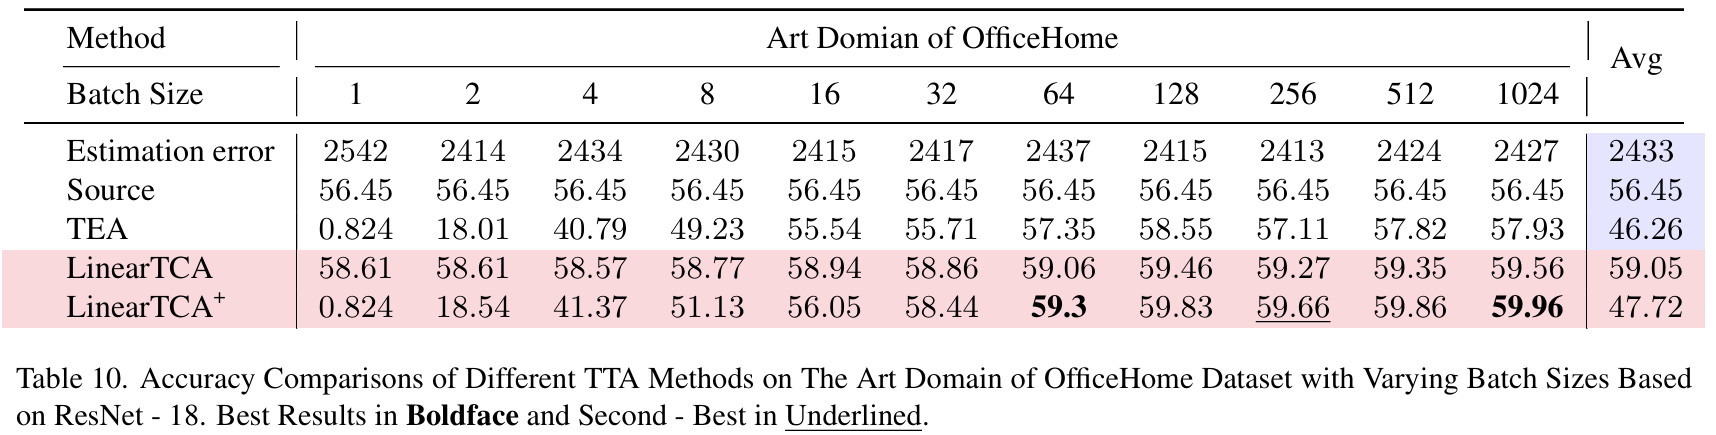 Method Art Domian of OfficeHome Avg
Batch Size 1 2 4 8 16 32 64 128 256 512 1024
Estimation error 2542 2414 2434 2430 2415 2417 2437 2415 2413 2424 2427 2433
Source 56.45 56.45 56.45 56.45 56.45 56.45 56.45 56.45 56.45 56.45 56.45 56.45
TEA 0.824 18.01 40.79 49.23 55.54 55.71 57.35 58.55 57.11 57.82 57.93 46.26
LinearTCA 58.61 58.61 58.57 58.77 58.94 58.86 59.06 59.46 59.27 59.35 59.56 59.05
LinearTCA+ 0.824 18.54 41.37 51.13 56.05 58.44 59.3 59.83 59.66 59.86 59.96 47.72
Table 10. Accuracy Comparisons of Different TTA Methods on The Art Domain of OfficeHome Dataset with Varying Batch Sizes Based
on ResNet - 18. Best Results in Boldface and Second - Best in Underlined.